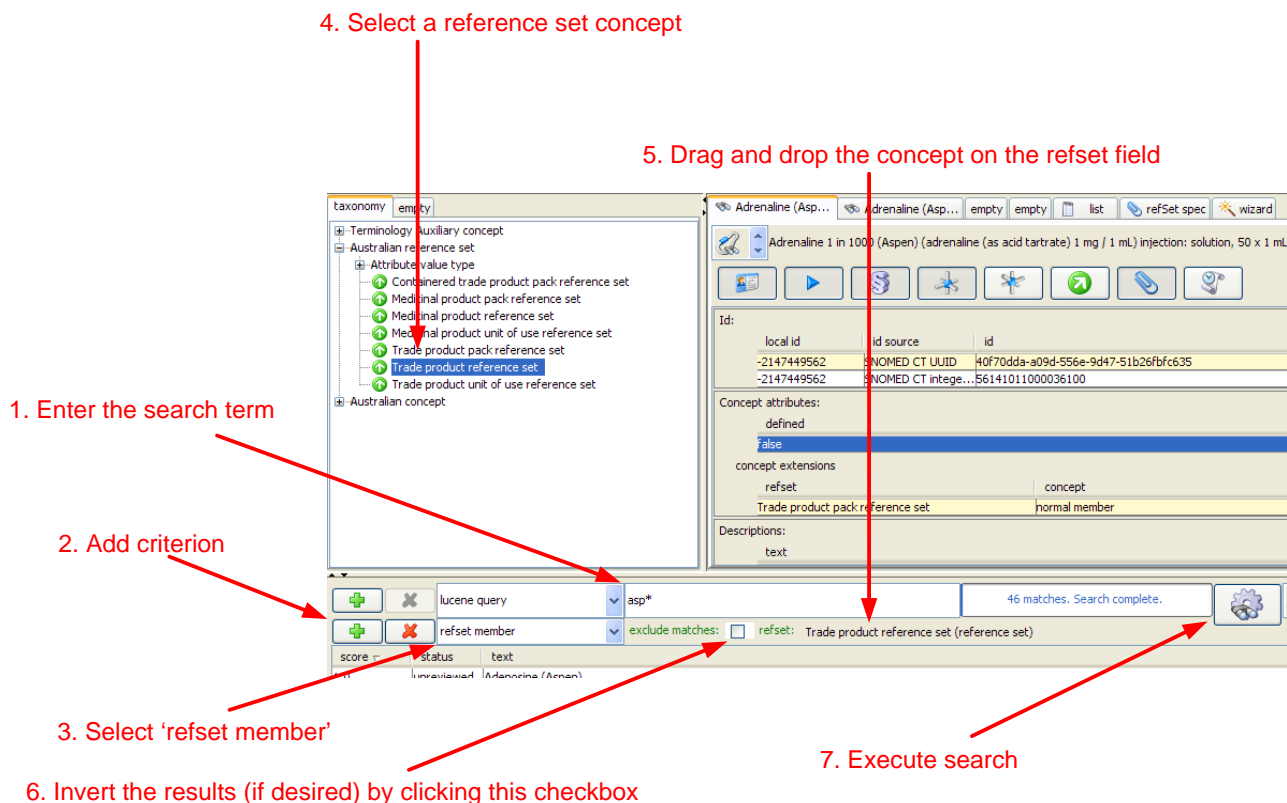 4. Select a reference set concept
5. Drag and drop the concept on the refset field
taxonomy empty
Adrenaline (Asp... Adrenaline (Asp... empty empty list refSet spec wizard
Terminology Auxiliary concept
Australian reference set
Attribute value type
Containered trade product pack reference set
Medicinal product pack reference set
Medicinal product reference set
Medicinal product unit of use reference set
Trade product pack reference set
Trade product reference set
Trade product unit of use reference set
Australian concept
Adrenaline 1 in 1000 (Aspen) (adrenaline (as acid tartrate) 1 mg / 1 mL) injection: solution, 50 x 1 mL
Id:
local id id source id
-2147449562 SNOMED CT UUID 40f70dda-a09d-556e-9d47-51b26fbfc635
-2147449562 SNOMED CT intege... 56141011000036100
Concept attributes:
defined
false
concept extensions
refset concept
Trade product pack reference set normal member
Descriptions:
text
1. Enter the search term
2. Add criterion
lucene query asp* 46 matches. Search complete.
refset member exclude matches: refset: Trade product reference set (reference set)
score status text
unreviewed Adenosine (Aspen)
3. Select ‘refset member’
7. Execute search
6. Invert the results (if desired) by clicking this checkbox